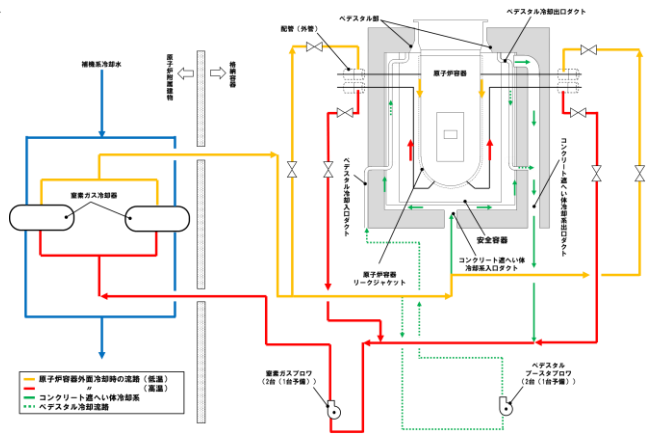 補機系冷却水
原子炉附属建物
格納容器
配管（外管）
ペデスタル部
ペデスタル冷却出口ダクト
原子炉容器
窒素ガス冷却器
ペデスタル冷却入口ダクト
コンクリート遮へい体
冷却系出口ダクト
安全容器
原子炉容器
リークジャケット
コンクリート遮へい体
冷却系入口ダクト
窒素ガスブロワ
（2台（1台予備））
ペデスタル
ブースタブロワ
（2台（1台予備））
原子炉容器外面冷却時の流路（低温）
〃　（高温）
コンクリート遮へい体冷却系
ペデスタル冷却流路